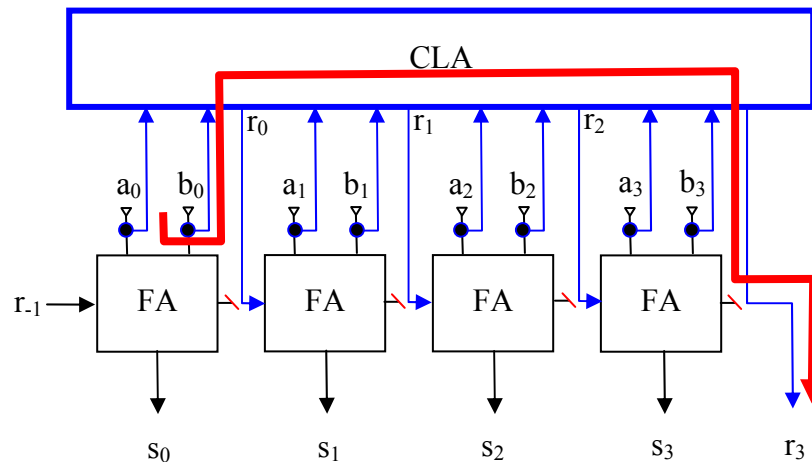 CLA
r₀ r₁ r₂
a₀ b₀ a₁ b₁ a₂ b₂ a₃ b₃
r₋₁ FA FA FA FA
s₀ s₁ s₂ s₃ r₃